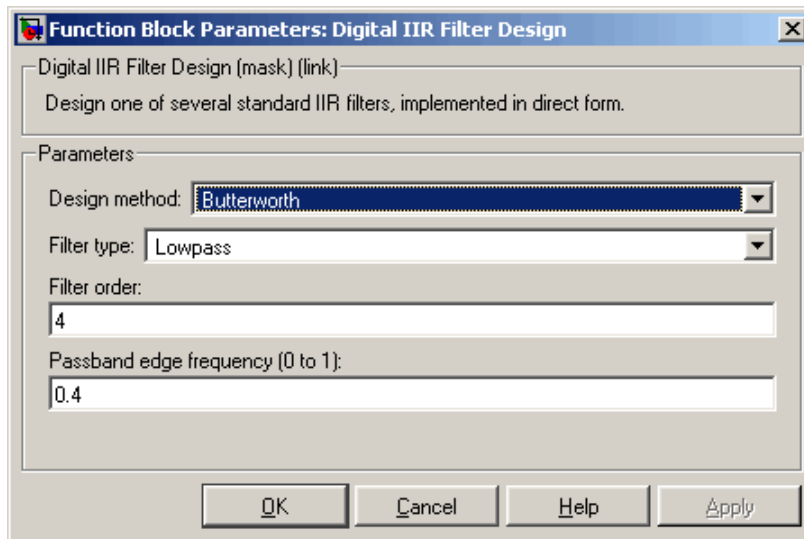 Function Block Parameters: Digital IIR Filter Design
Digital IIR Filter Design (mask) (link)
Design one of several standard IIR filters, implemented in direct form.
Parameters
Design method: Butterworth
Filter type: Lowpass
Filter order:
4
Passband edge frequency (0 to 1):
0.4
OK Cancel Help Apply